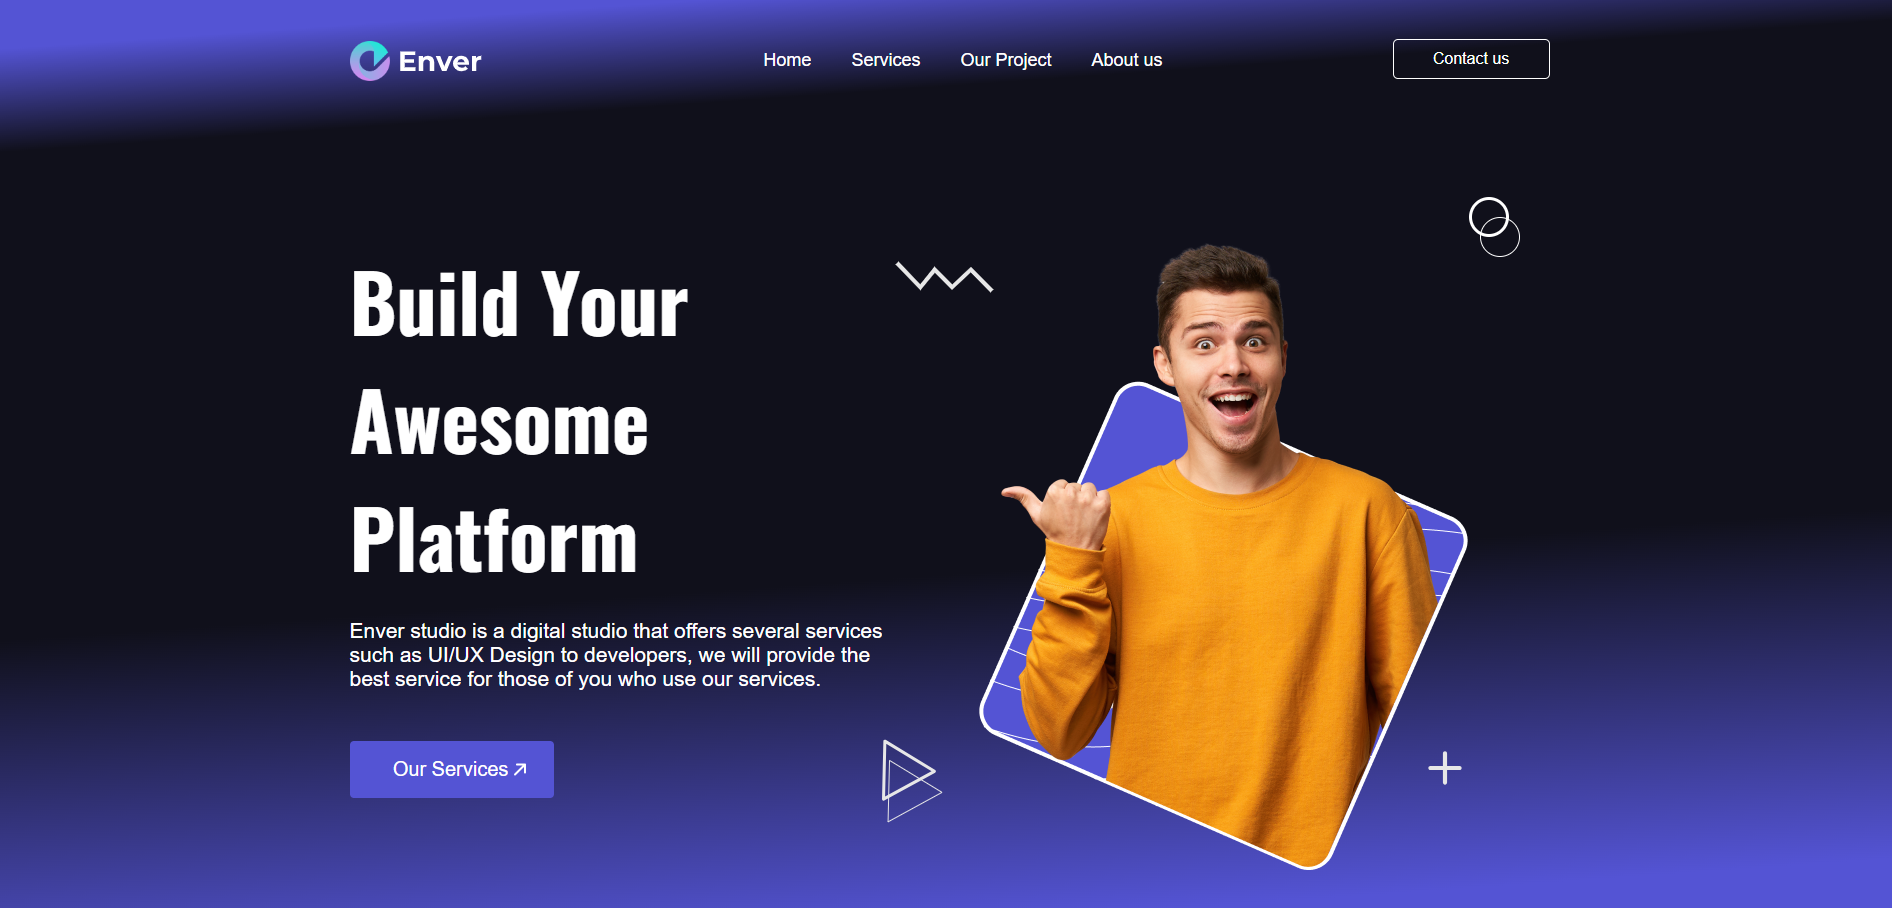 Enver
Home
Services
Our Project
About us
Contact us
Build Your
Awesome
Platform
Enver studio is a digital studio that offers several services
such as UI/UX Design to developers, we will provide the
best service for those of you who use our services.
Our Services